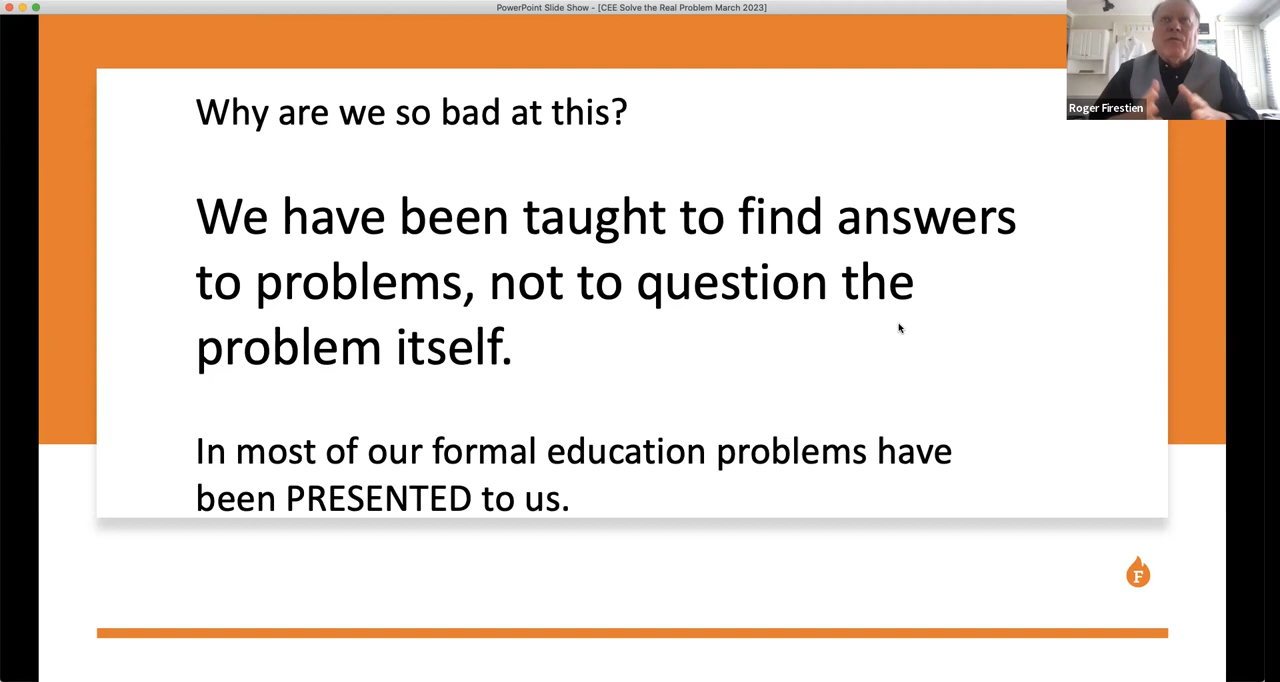 PowerPoint Slide Show - [CEE Solve the Real Problem March 2023]
Roger Firestien
Why are we so bad at this?
We have been taught to find answers
to problems, not to question the
problem itself.
In most of our formal education problems have
been PRESENTED to us.
F